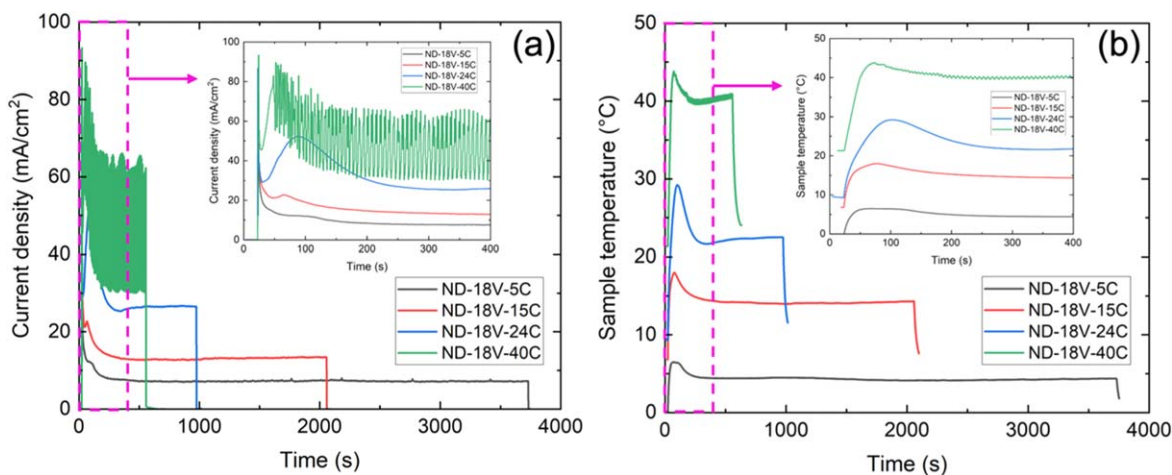 (a)
Current density (mA/cm²)
100
80
60
40
20
0
0
1000
2000
3000
4000
Time (s)
Current density (mA/cm²)
100
80
60
40
20
0
0
100
200
300
400
Time (s)
ND-18V-5C
ND-18V-15C
ND-18V-24C
ND-18V-40C
ND-18V-5C
ND-18V-15C
ND-18V-24C
ND-18V-40C
(b)
Sample temperature (°C)
50
45
40
35
30
25
20
15
10
5
0
0
1000
2000
3000
4000
Time (s)
Sample temperature (°C)
50
40
30
20
10
0
0
100
200
300
400
Time (s)
ND-18V-5C
ND-18V-15C
ND-18V-24C
ND-18V-40C
ND-18V-5C
ND-18V-15C
ND-18V-24C
ND-18V-40C